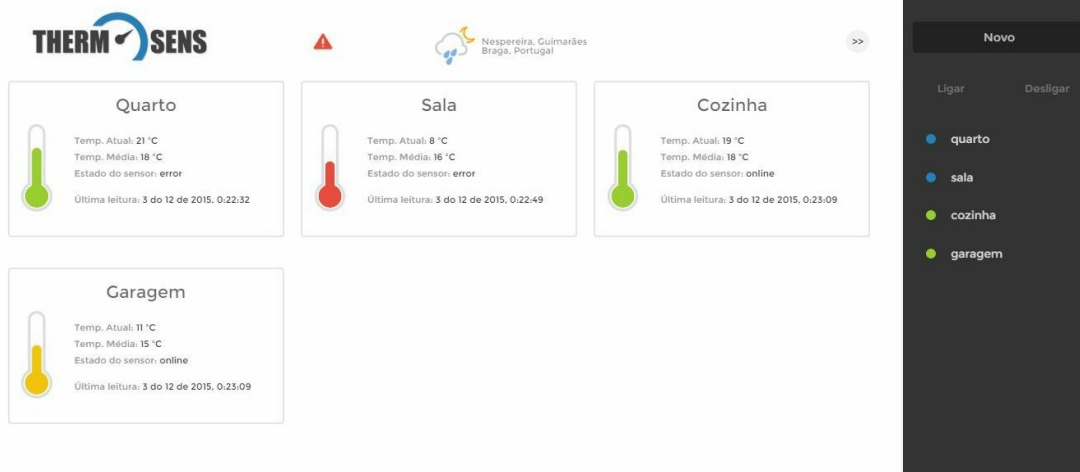 THERM SENS
Nespereira, Guimarães
Braga, Portugal
>>
Quarto
Temp. Atual: 21 °C
Temp. Média: 18 °C
Estado do sensor: error
Última leitura: 3 do 12 de 2015, 0:22:32
Sala
Temp. Atual: 8 °C
Temp. Média: 16 °C
Estado do sensor: error
Última leitura: 3 do 12 de 2015, 0:22:49
Cozinha
Temp. Atual: 19 °C
Temp. Média: 18 °C
Estado do sensor: online
Última leitura: 3 do 12 de 2015, 0:23:09
Garagem
Temp. Atual: 11 °C
Temp. Média: 15 °C
Estado do sensor: online
Última leitura: 3 do 12 de 2015, 0:23:09
Novo
Ligar Desligar
quarto
sala
cozinha
garagem